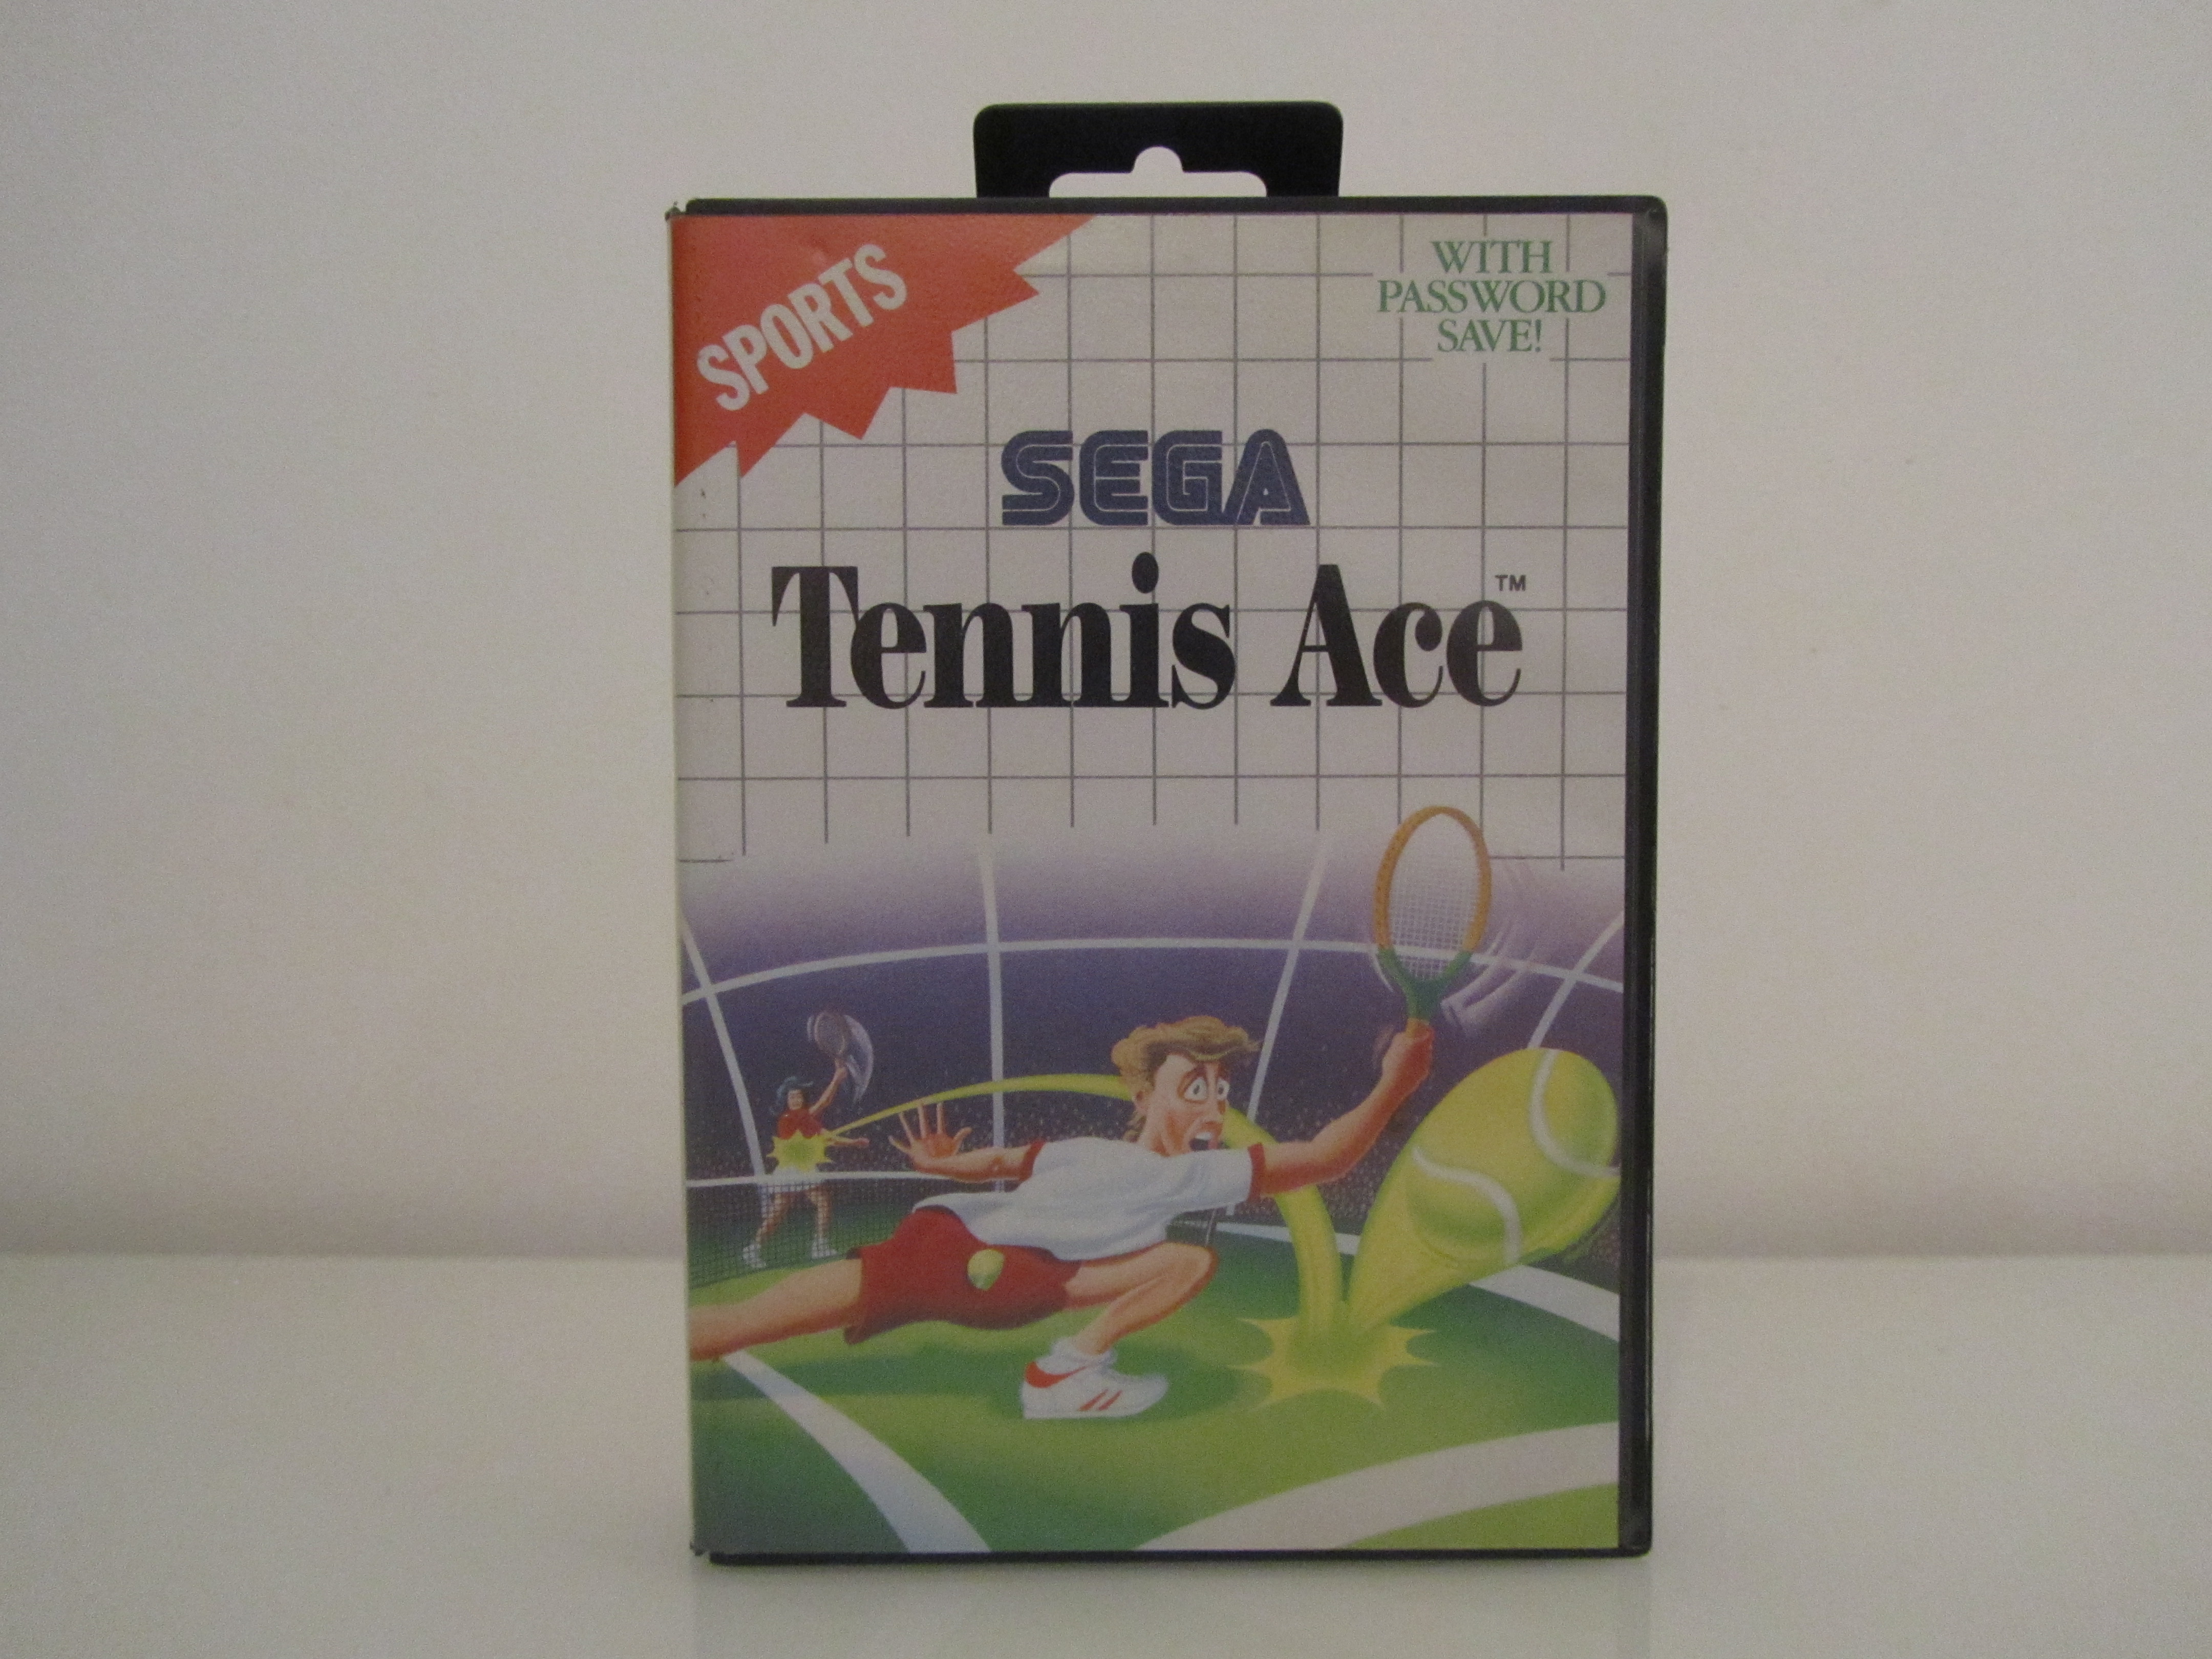 SPORTS
WITH
PASSWORD
SAVE!
SEGA
Tennis Ace™